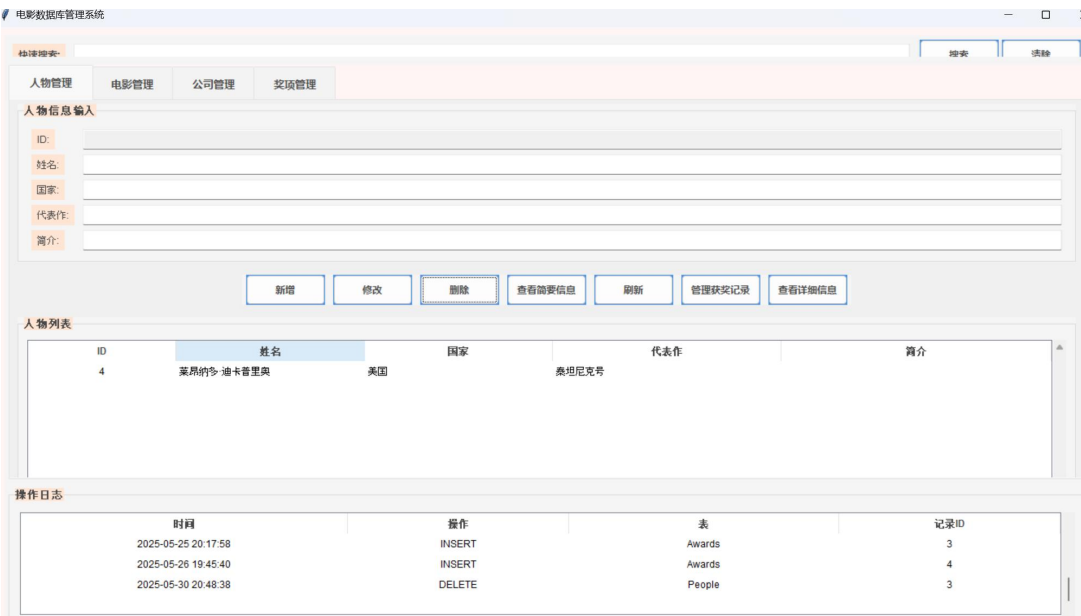 电影数据库管理系统
快速搜索: 搜索 清除
人物管理 电影管理 公司管理 奖项管理
人物信息输入
ID:
姓名:
国家:
代表作:
简介:
新增 修改 删除 查看简要信息 刷新 管理获奖记录 查看详细信息
人物列表
ID 姓名 国家 代表作 简介
4 莱昂纳多·迪卡普里奥 美国 泰坦尼克号
操作日志
时间 操作 表 记录ID
2025-05-25 20:17:58 INSERT Awards 3
2025-05-26 19:45:40 INSERT Awards 4
2025-05-30 20:48:38 DELETE People 3